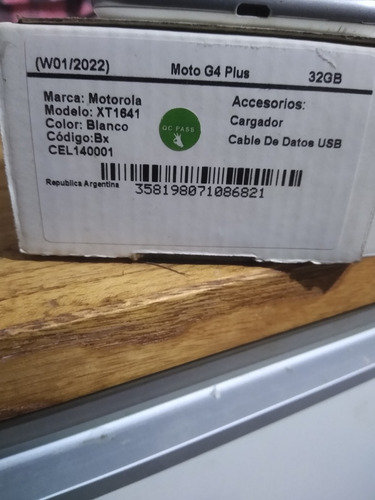 (W01/2022) Moto G4 Plus 32GB
Marca: Motorola
Modelo: XT1641
Color: Blanco
Código:Bx
CEL140001
QC PASS
Accesorios:
Cargador
Cable De Datos USB
Republica Argentina
358198071086821